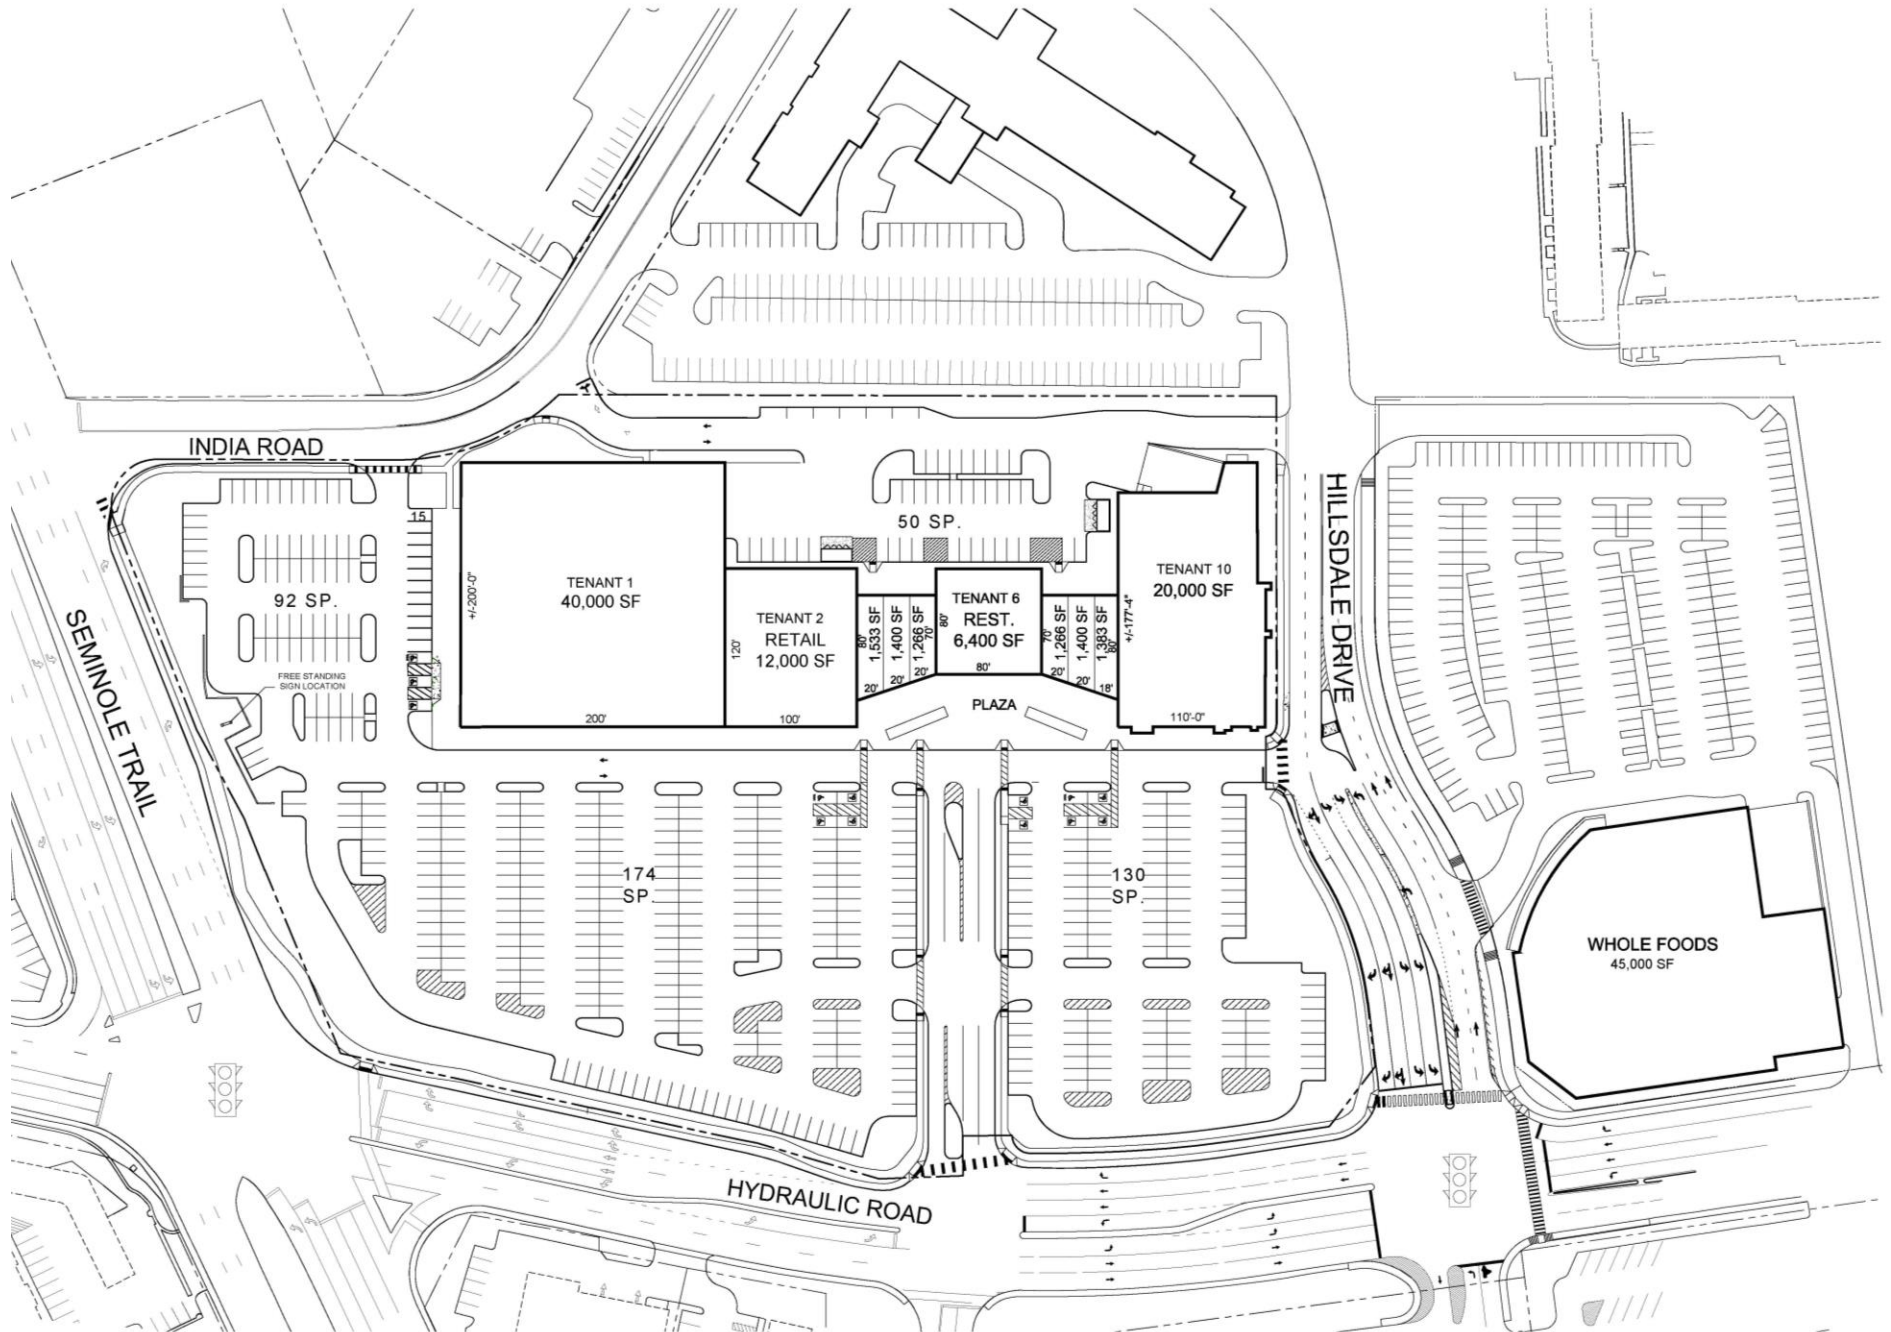 INDIA ROAD
15
50 SP.
92 SP.
FREE STANDING
SIGN LOCATION
SEMINOLE TRAIL
+/-200'-0"
TENANT 1
40,000 SF
200'
TENANT 2
RETAIL
12,000 SF
120'
100'
80'
1,533 SF
20'
1,400 SF
20'
1,266 SF
70'
20'
TENANT 6
REST.
6,400 SF
80'
80'
70'
1,266 SF
20'
1,400 SF
20'
1,383 SF
80'
18'
PLAZA
TENANT 10
20,000 SF
+/-177'-4"
110'-0"
HILLSDALE DRIVE
174
SP.
130
SP.
WHOLE FOODS
45,000 SF
HYDRAULIC ROAD